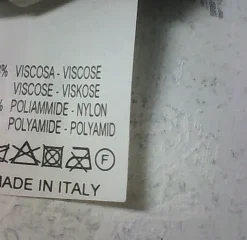 % VISCOSA - VISCOSE
VISCOSE - VISKOSE
% POLIAMMIDE - NYLON
POLYAMIDE - POLYAMID
F
MADE IN ITALY